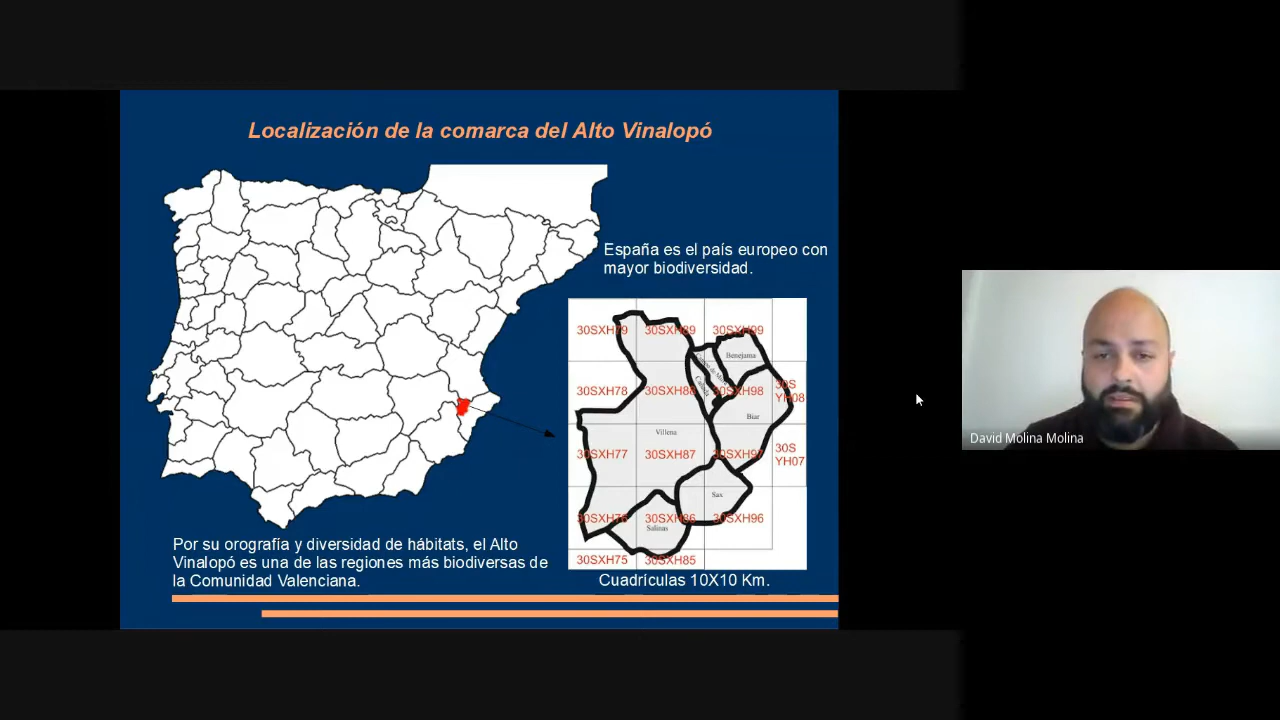 Localización de la comarca del Alto Vinalopó
España es el país europeo con
mayor biodiversidad.
30SXH79 30SXH89 30SXH99
Benejama
30SXH78 30SXH88 30SXH98 30S
YH08
Biar
Villena
30SXH77 30SXH87 30SXH97 30S
YH07
Sax
30SXH76 30SXH86 30SXH96
Salinas
30SXH75 30SXH85
Cuadrículas 10X10 Km.
Por su orografía y diversidad de hábitats, el Alto
Vinalopó es una de las regiones más biodiversas de
la Comunidad Valenciana.
David Molina Molina